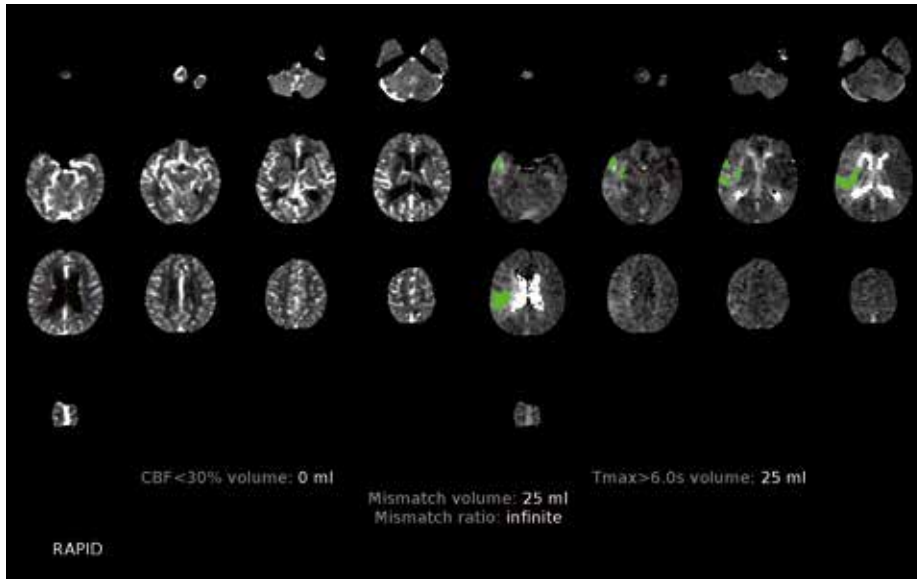 CBF<30% volume: 0 ml
Tmax>6.0s volume: 25 ml
Mismatch volume: 25 ml
Mismatch ratio: infinite
RAPID